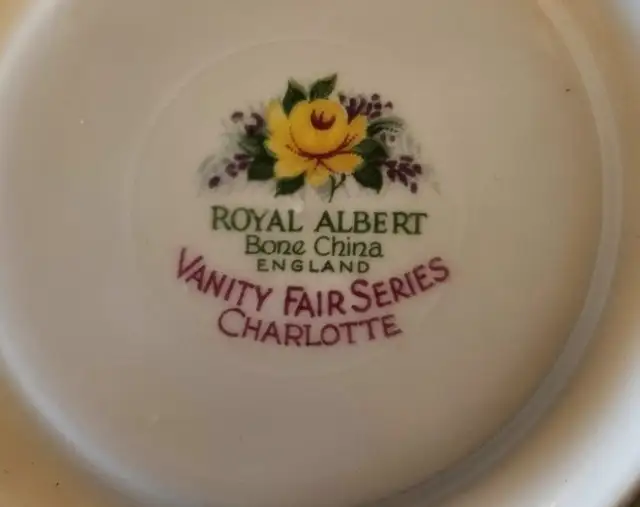 ROYAL ALBERT
Bone China
ENGLAND
VANITY FAIR SERIES
CHARLOTTE